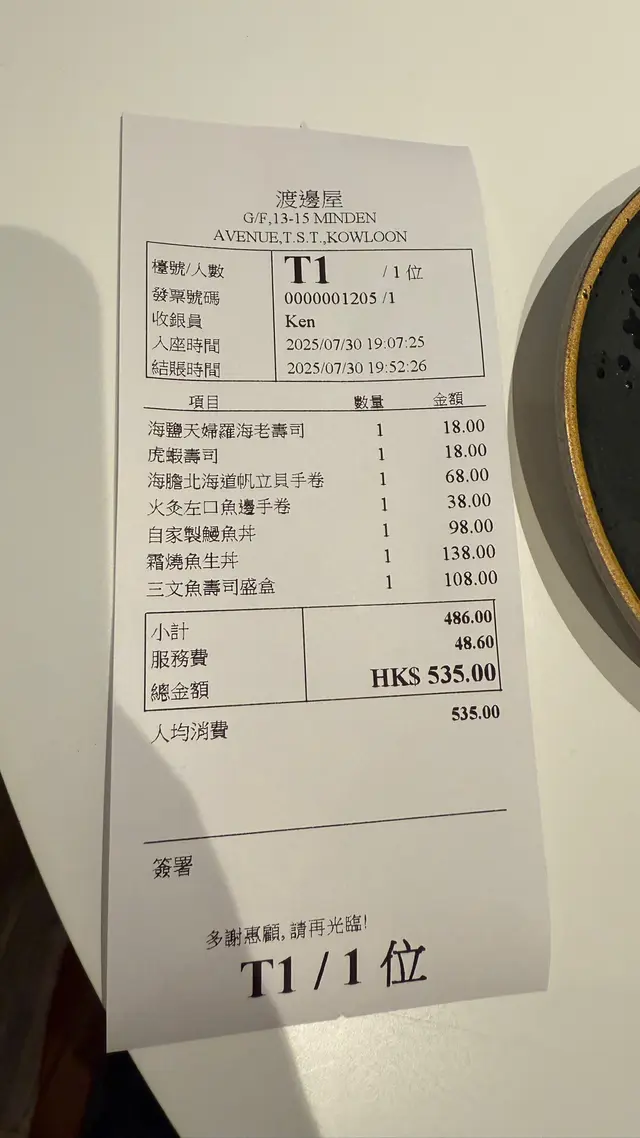 渡邊屋
G/F,13-15 MINDEN
AVENUE,T.S.T.,KOWLOON
檯號/人數 T1 / 1 位
發票號碼 0000001205 /1
收銀員 Ken
入座時間 2025/07/30 19:07:25
結賬時間 2025/07/30 19:52:26
項目 數量 金額
海鹽天婦羅海老壽司 1 18.00
虎蝦壽司 1 18.00
海膽北海道帆立貝手卷 1 68.00
火灸左口魚邊手卷 1 38.00
自家製鰻魚丼 1 98.00
霜燒魚生丼 1 138.00
三文魚壽司盛盒 1 108.00
小計 486.00
服務費 48.60
總金額 HK$ 535.00
人均消費 535.00
簽署
多謝惠顧, 請再光臨!
T1 / 1 位